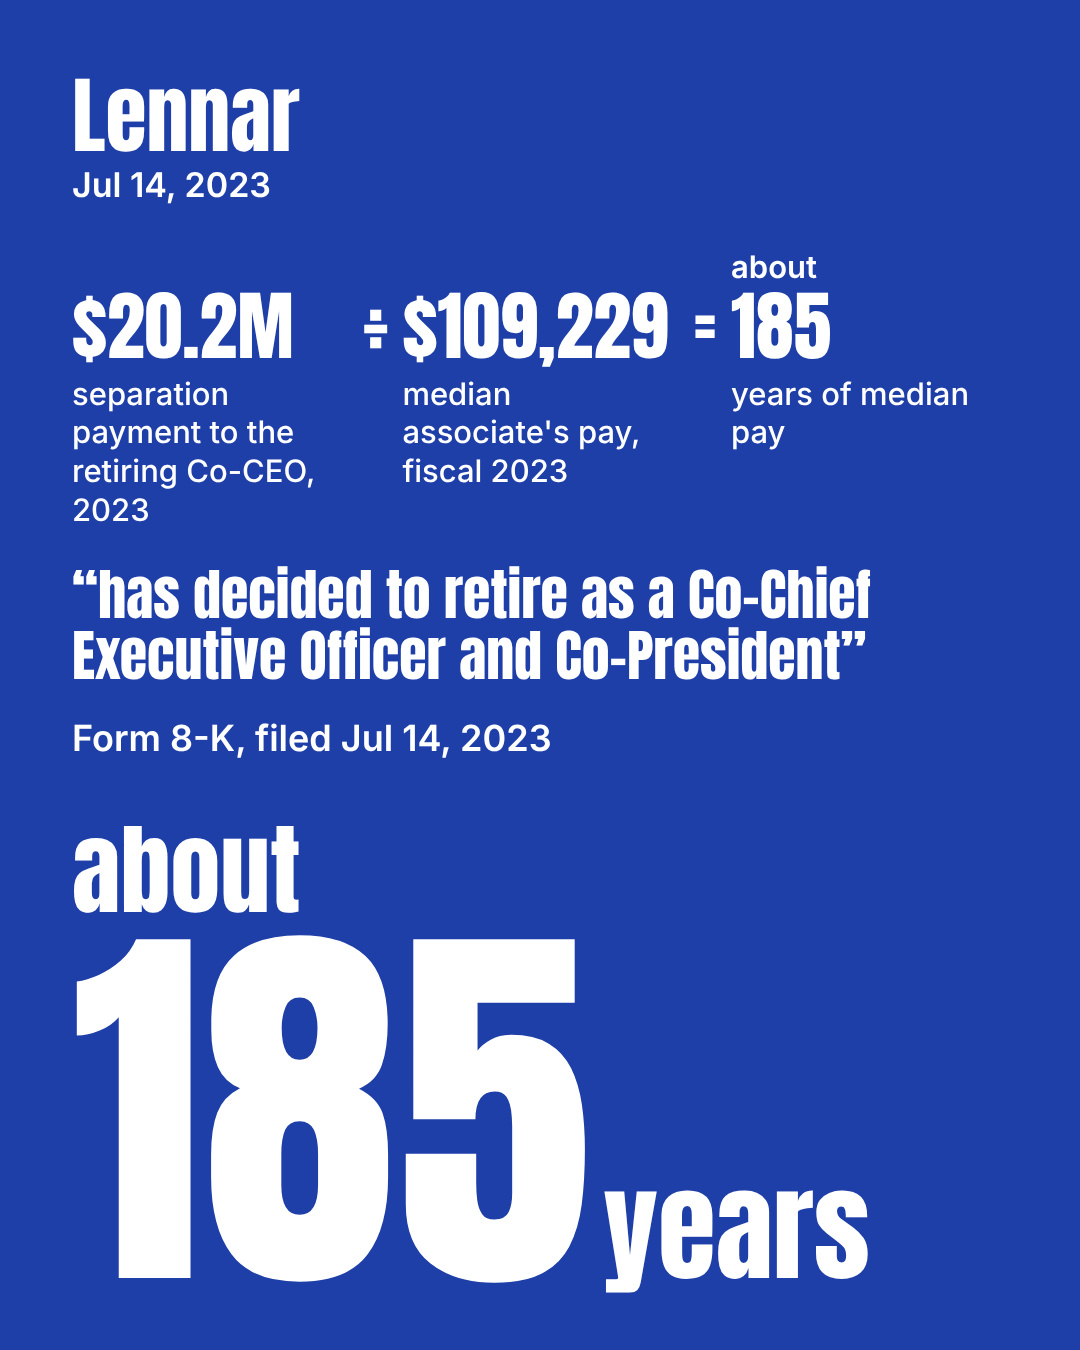 Lennar
Jul 14, 2023
$20.2M ÷ $109,229 = about 185
separation payment to the retiring Co-CEO, 2023
median associate's pay, fiscal 2023
years of median pay
“has decided to retire as a Co-Chief
Executive Officer and Co-President”
Form 8-K, filed Jul 14, 2023
about
185 years